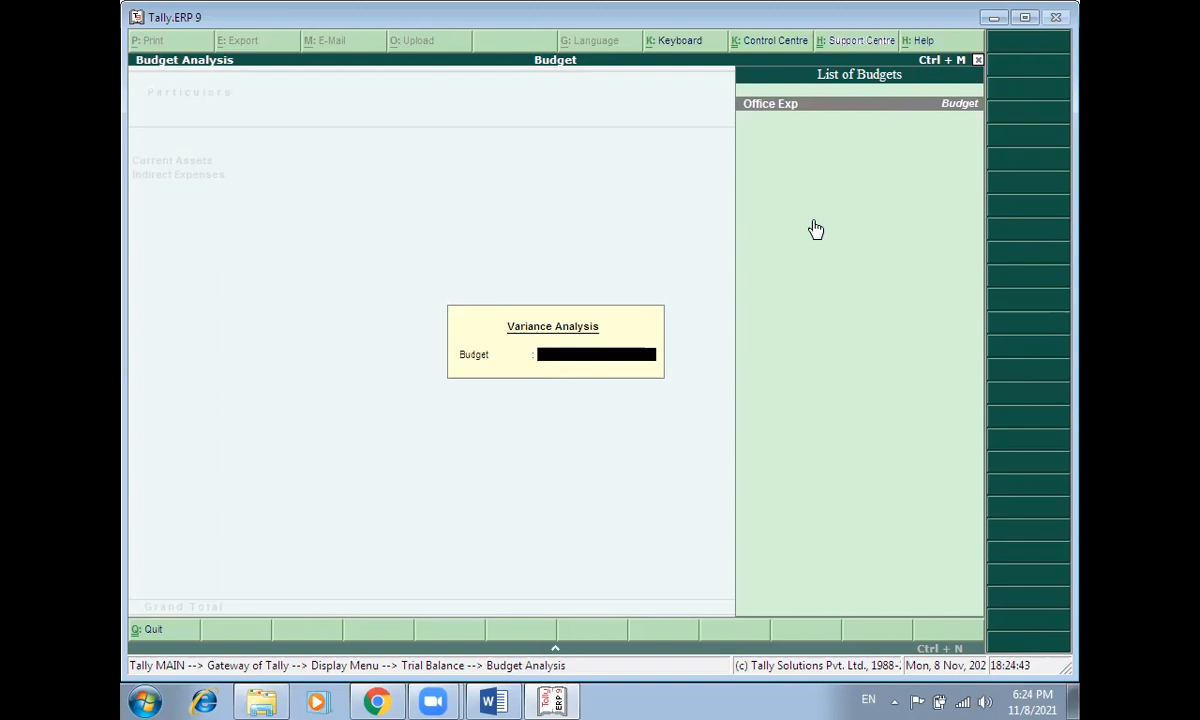 Tally.ERP 9
P: Print E: Export M: E-Mail O: Upload G: Language K: Keyboard K: Control Centre H: Support Centre H: Help
Budget Analysis Budget Ctrl + M
List of Budgets
Particulars
Office Exp Budget
Current Assets
Indirect Expenses
Variance Analysis
Budget :
Grand Total
Q: Quit
Ctrl + N
Tally MAIN --> Gateway of Tally --> Display Menu --> Trial Balance --> Budget Analysis (c) Tally Solutions Pvt. Ltd., 1988-2 Mon, 8 Nov, 202 18:24:43
EN 6:24 PM
11/8/2021